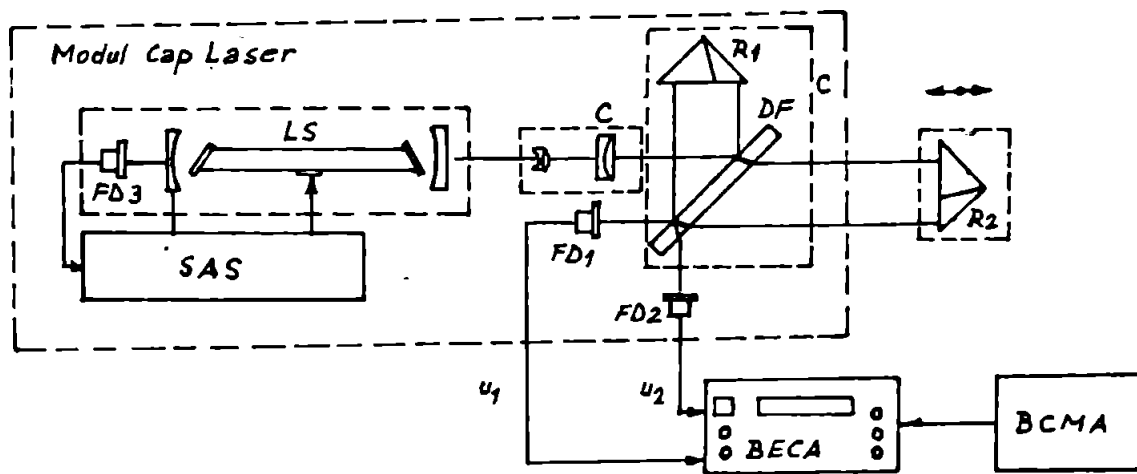 Modul Cap Laser
R1
C
DF
C
LS
FD3
R2
FD1
SAS
FD2
u1
u2
BECA
BCMA